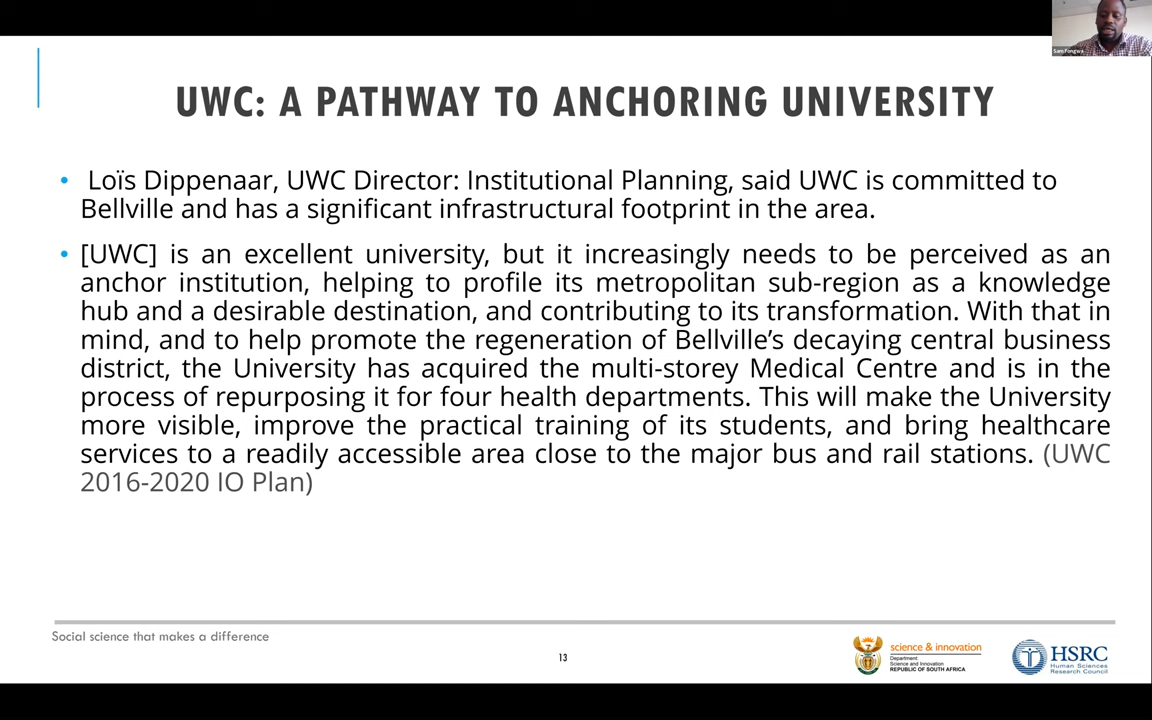 Sam Fongwa
UWC: A PATHWAY TO ANCHORING UNIVERSITY
• Loïs Dippenaar, UWC Director: Institutional Planning, said UWC is committed to
Bellville and has a significant infrastructural footprint in the area.
• [UWC] is an excellent university, but it increasingly needs to be perceived as an
anchor institution, helping to profile its metropolitan sub-region as a knowledge
hub and a desirable destination, and contributing to its transformation. With that in
mind, and to help promote the regeneration of Bellville’s decaying central business
district, the University has acquired the multi-storey Medical Centre and is in the
process of repurposing it for four health departments. This will make the University
more visible, improve the practical training of its students, and bring healthcare
services to a readily accessible area close to the major bus and rail stations. (UWC
2016-2020 IO Plan)
Social science that makes a difference
13
science & innovation
Department:
Science and Innovation
REPUBLIC OF SOUTH AFRICA
HSRC
Human Sciences
Research Council